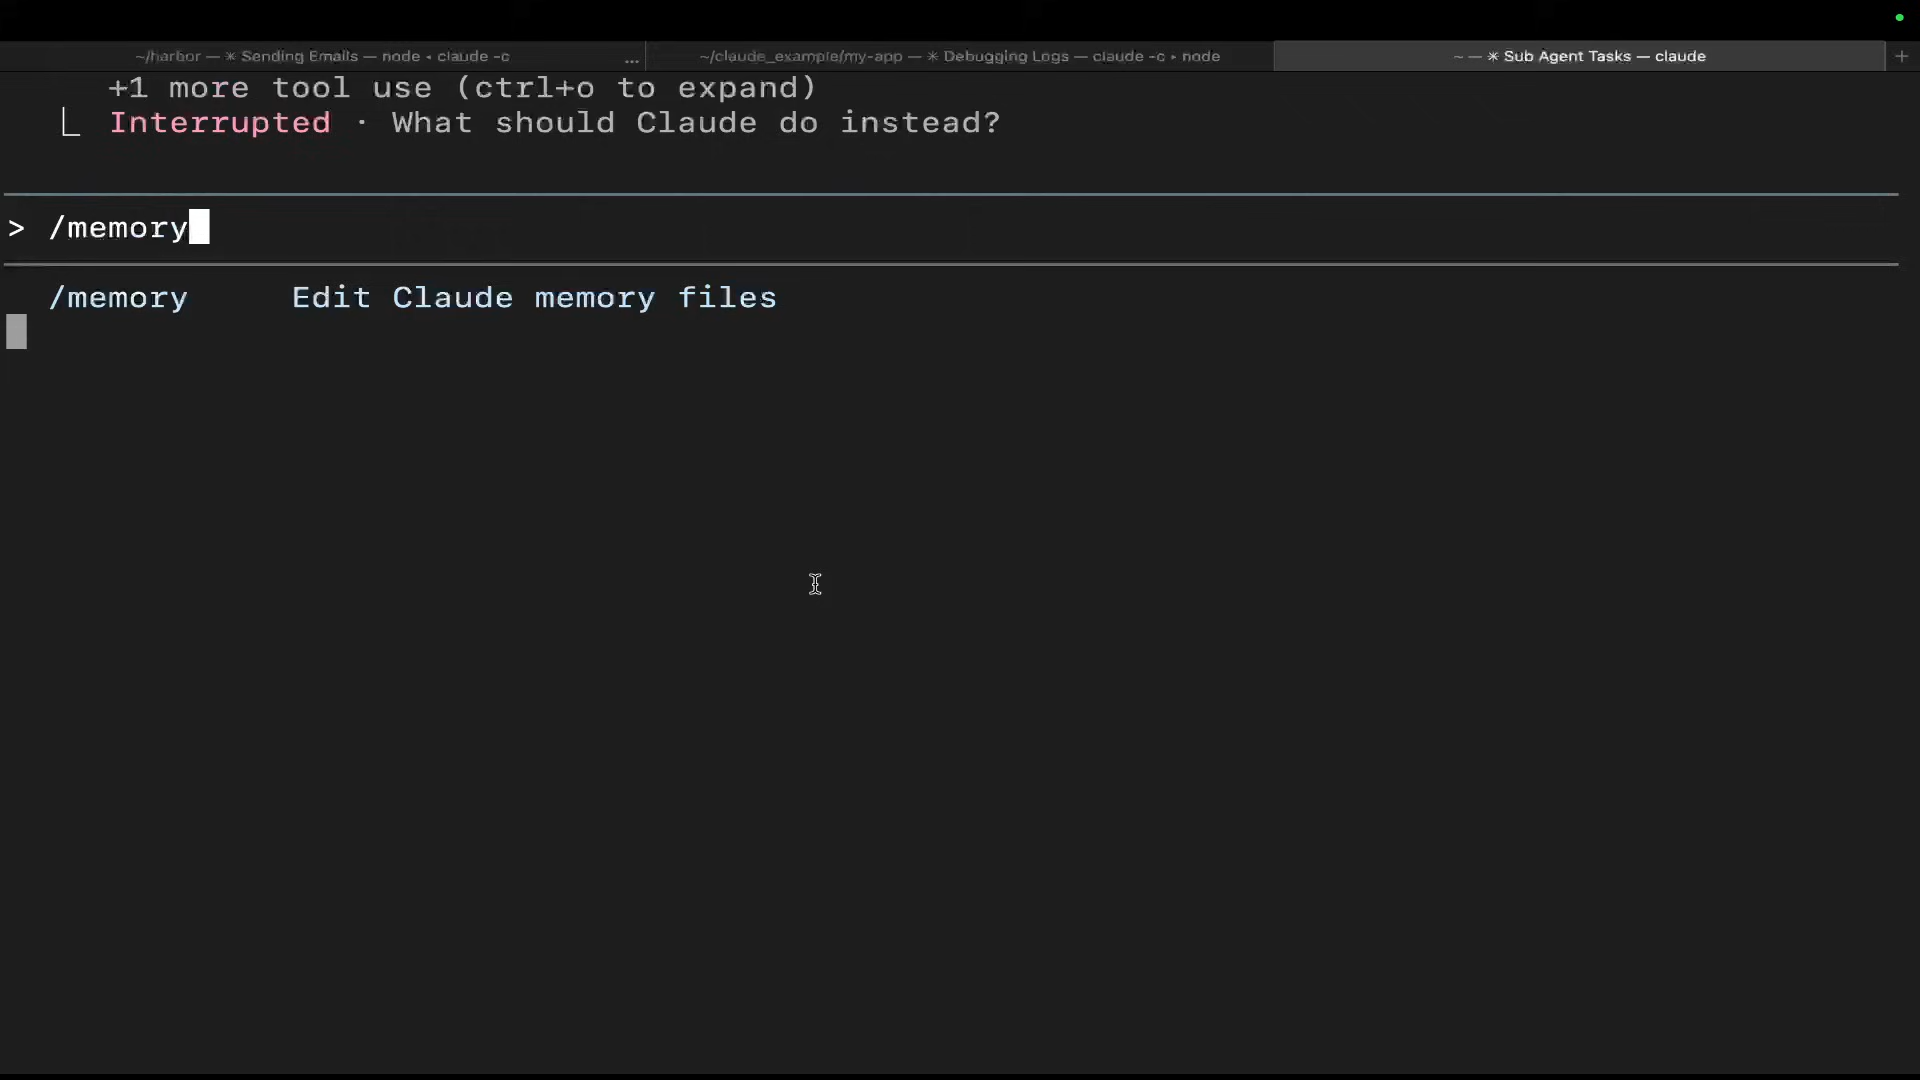 ~/harbor — ✳ Sending Emails — node ◂ claude -c ... ~/claude_example/my-app — ✳ Debugging Logs — claude -c ▸ node ~ — ✳ Sub Agent Tasks — claude +
+1 more tool use (ctrl+o to expand)
Interrupted · What should Claude do instead?
> /memory
/memory Edit Claude memory files